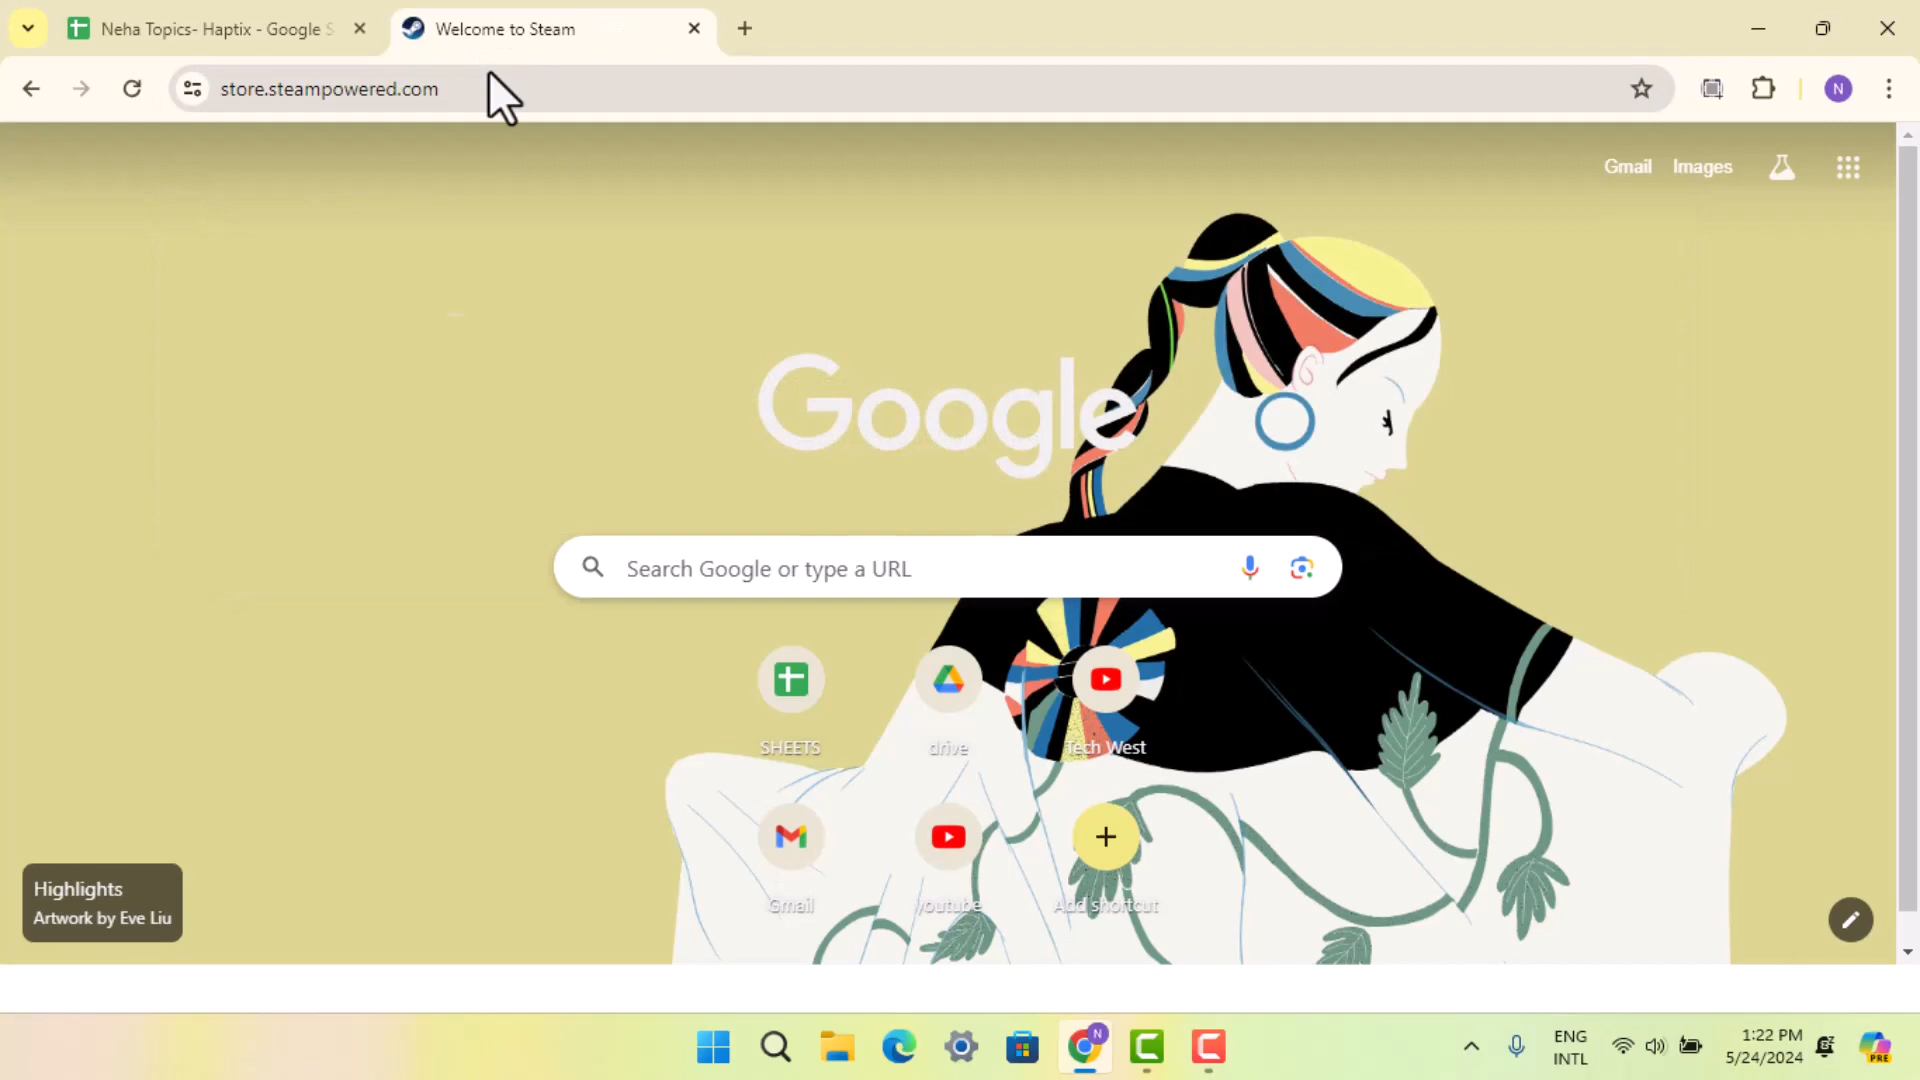 Neha Topics- Haptix - Google S
Welcome to Steam
store.steampowered.com
N
Gmail Images
Google
Search Google or type a URL
SHEETS drive Tech West
Gmail youtube Add shortcut
Highlights
Artwork by Eve Liu
N
ENG
INTL
1:22 PM
5/24/2024
PRE